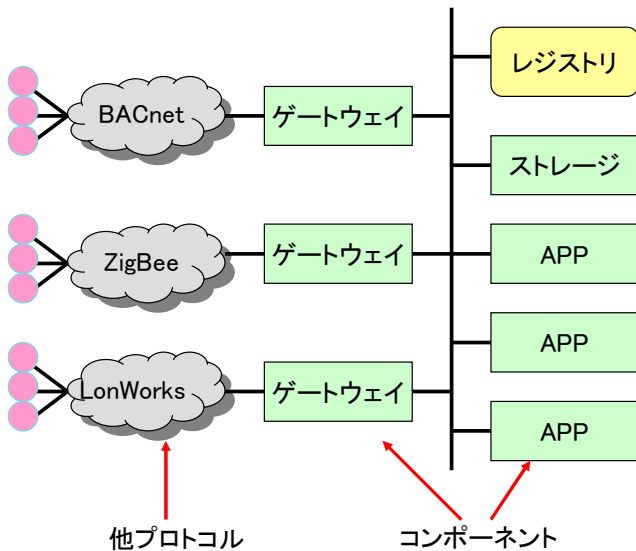 レジストリ
BACnet
ゲートウェイ
ストレージ
ZigBee
ゲートウェイ
APP
APP
LonWorks
ゲートウェイ
APP
他プロトコル
コンポーネント